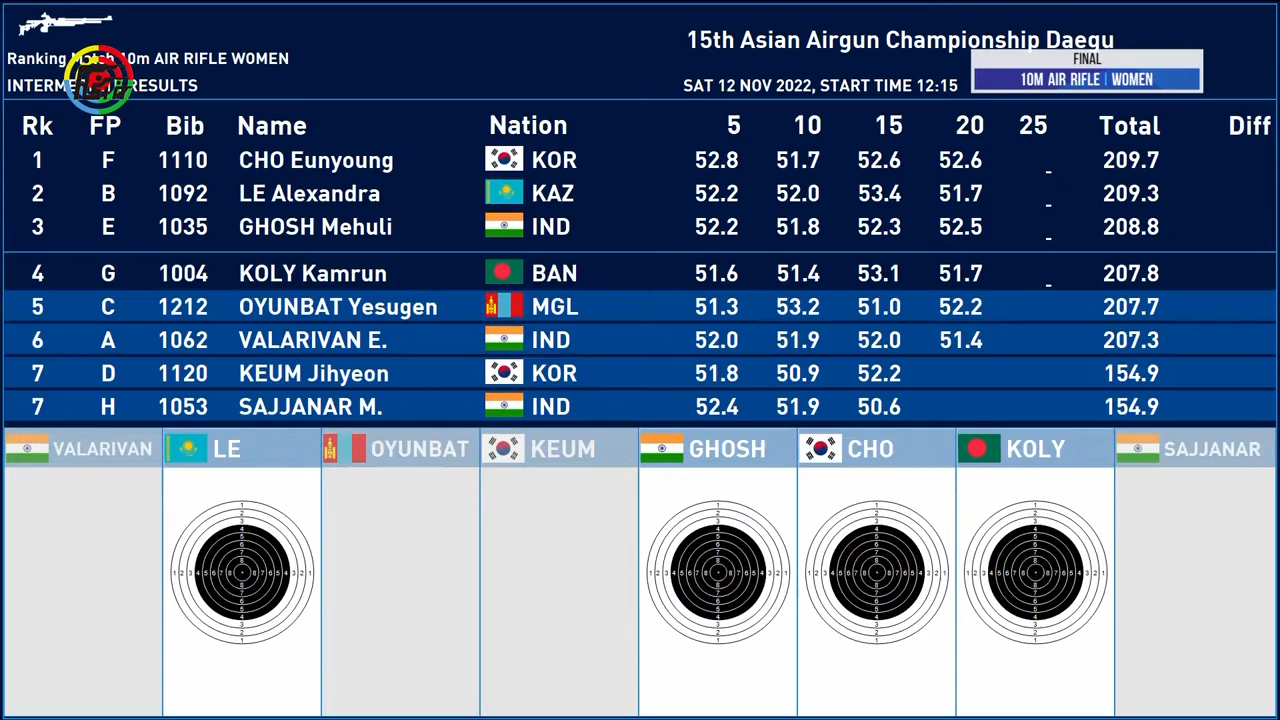 15th Asian Airgun Championship Daegu
Ranking Match 10m AIR RIFLE WOMEN
FINAL
10M AIR RIFLE | WOMEN
RESULTS
SAT 12 NOV 2022, START TIME 12:15
Rk FP Bib Name Nation 5 10 15 20 25 Total Diff
1 F 1110 CHO Eunyoung KOR 52.8 51.7 52.6 52.6 _ 209.7
2 B 1092 LE Alexandra KAZ 52.2 52.0 53.4 51.7 _ 209.3
3 E 1035 GHOSH Mehuli IND 52.2 51.8 52.3 52.5 _ 208.8
4 G 1004 KOLY Kamrun BAN 51.6 51.4 53.1 51.7 _ 207.8
5 C 1212 OYUNBAT Yesugen MGL 51.3 53.2 51.0 52.2 207.7
6 A 1062 VALARIVAN E. IND 52.0 51.9 52.0 51.4 207.3
7 D 1120 KEUM Jihyeon KOR 51.8 50.9 52.2 154.9
7 H 1053 SAJJANAR M. IND 52.4 51.9 50.6 154.9
VALARIVAN LE OYUNBAT KEUM GHOSH CHO KOLY SAJJANAR